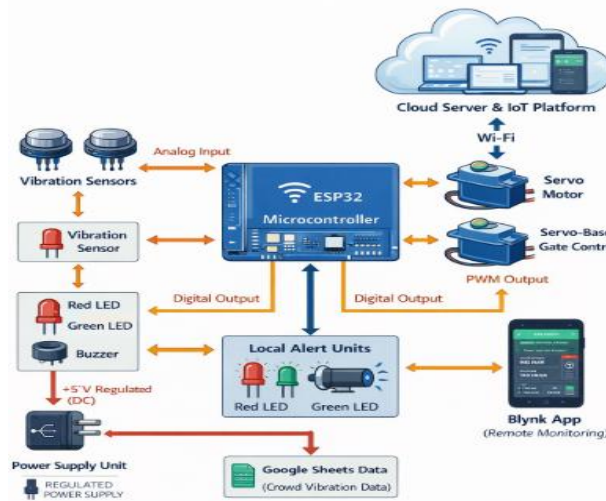 Cloud Server & IoT Platform
Wi-Fi
Analog Input
Vibration Sensors
ESP32
Microcontroller
Servo
Motor
Vibration
Sensor
Servo-Base
Gate Contr
PWM Output
Digital Output
Digital Output
Red LED
Green LED
Buzzer
Local Alert Units
Red LED
Green LED
+5 V Regulated
(DC)
Blynk App
(Remote Monitoring)
Power Supply Unit
REGULATED
POWER SUPPLY
Google Sheets Data
(Crowd Vibration Data)